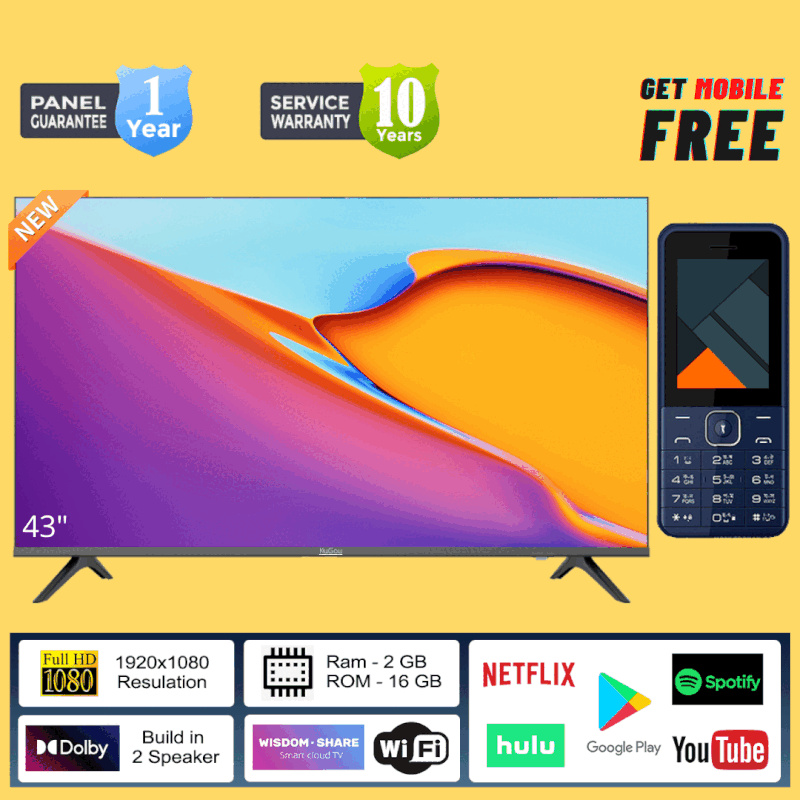 PANEL
GUARANTEE
1
Year
SERVICE
WARRANTY
10
Years
GET MOBILE
FREE
NEW
43"
Full HD
1080
1920x1080
Resulation
Ram - 2 GB
ROM - 16 GB
Dolby
Build in
2 Speaker
WISDOM·SHARE
Smart cloud TV
WiFi
NETFLIX
Google Play
Spotify
hulu
YouTube